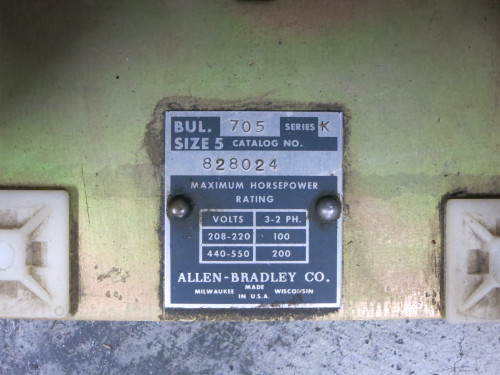 BUL. 705 SERIES K
SIZE 5 CATALOG NO.
828024
MAXIMUM HORSEPOWER
RATING
VOLTS 3-2 PH.
208-220 100
440-550 200
ALLEN-BRADLEY CO.
MADE
MILWAUKEE WISCONSIN
IN U.S.A.